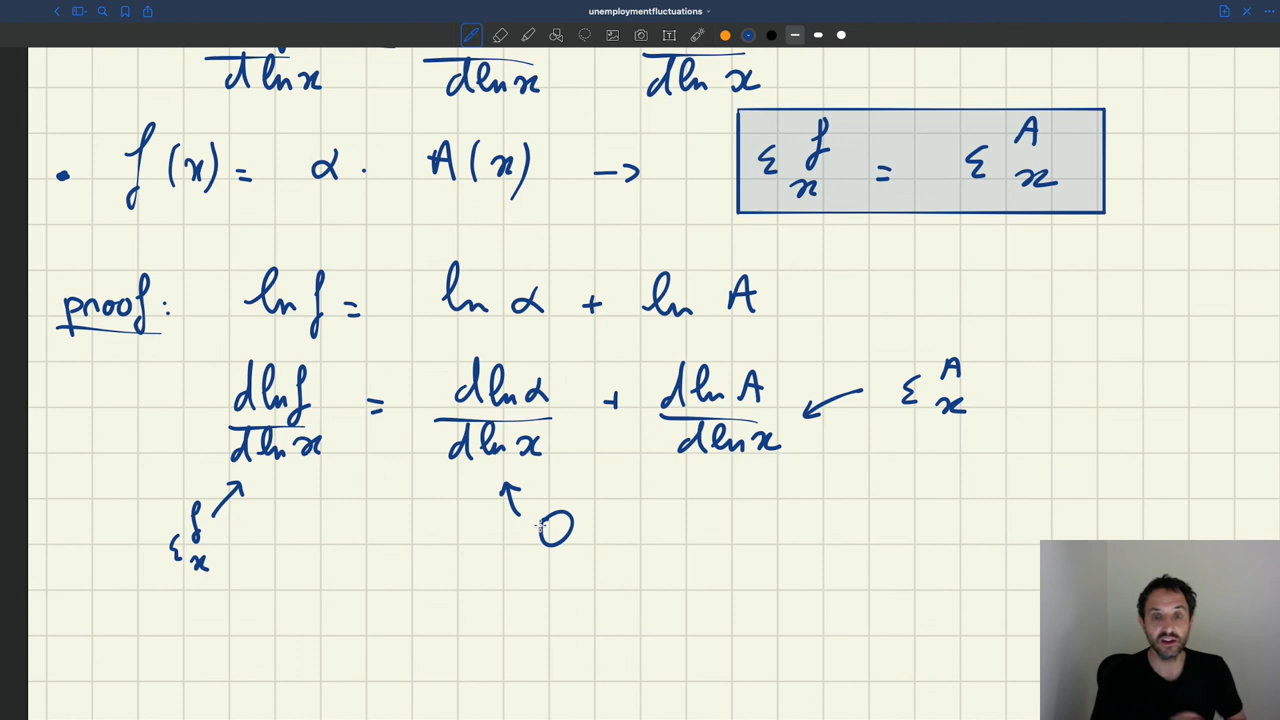 unemploymentfluctuations
d ln x d ln x d ln x
• f(x) = α · A(x) → ε^f_x = ε^A_x
proof: ln f = ln α + ln A
d ln f / d ln x = d ln α / d ln x + d ln A / d ln x ← ε^A_x
ε^f_x 0